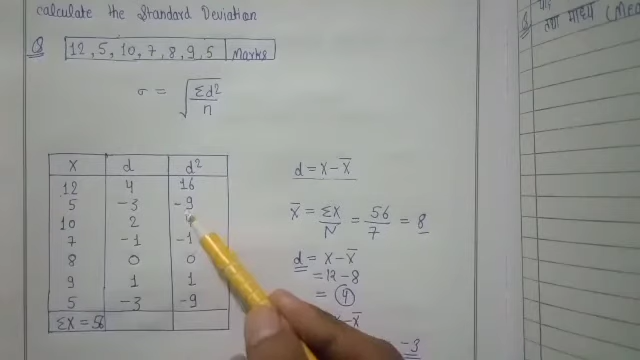 calculate the Standard Deviation
Q 12, 5, 10, 7, 8, 9, 5 Marks
σ = √Σd²/n
X d d²
12 4 16
5 -3 -9
10 2
7 -1 -1
8 0 0
9 1 1
5 -3 -9
ΣX = 56
d = X - X̄
X̄ = ΣX/N = 56/7 = 8
d = X - X̄
= 12 - 8
= 4
- X̄
-3
तथा माध्य (Med